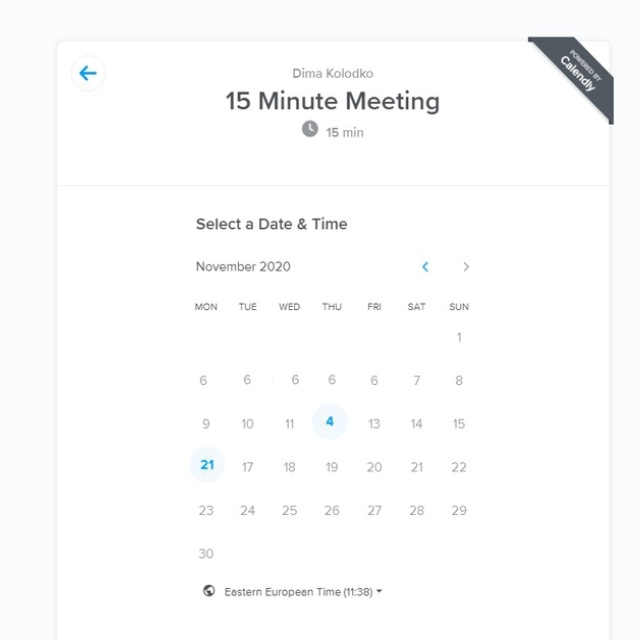 Dima Kolodko
POWERED BY
Calendly
15 Minute Meeting
15 min
Select a Date & Time
November 2020
MON TUE WED THU FRI SAT SUN
1
6 6 6 6 6 7 8
9 10 11 4 13 14 15
21 17 18 19 20 21 22
23 24 25 26 27 28 29
30
Eastern European Time (11:38)